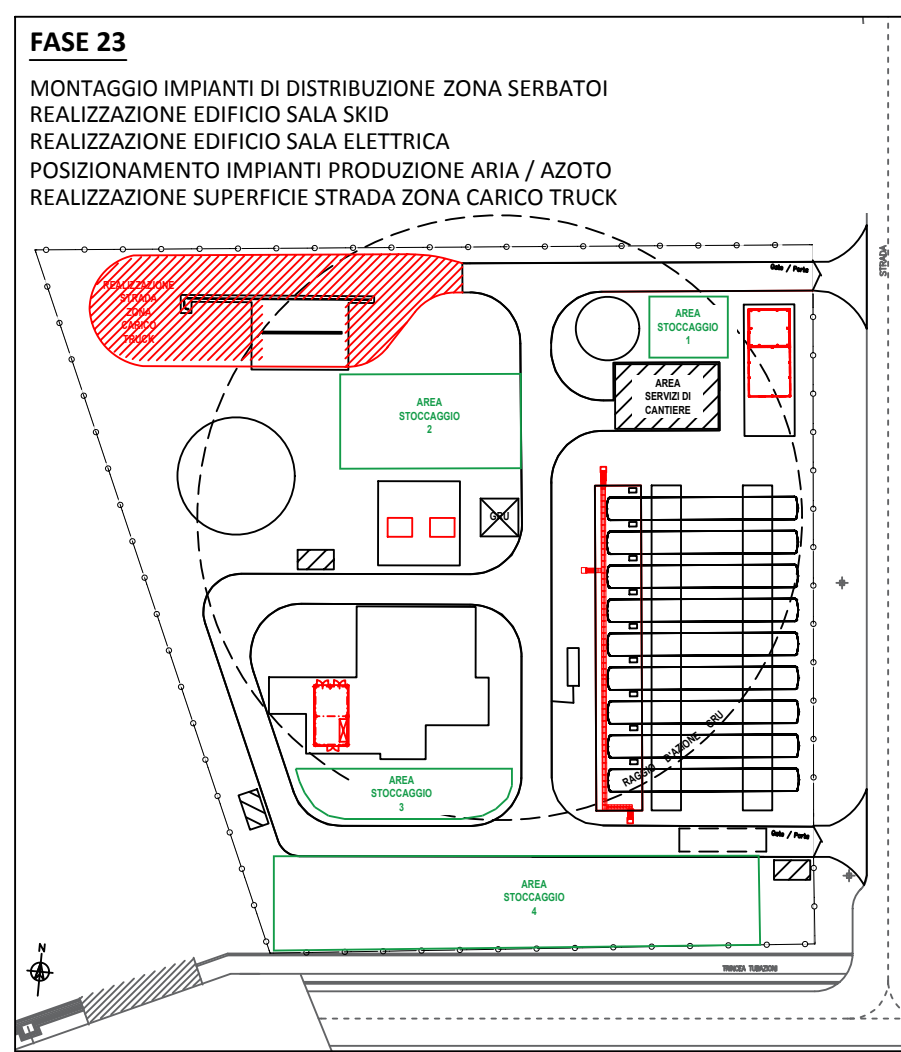 FASE 23
MONTAGGIO IMPIANTI DI DISTRIBUZIONE ZONA SERBATOI
REALIZZAZIONE EDIFICIO SALA SKID
REALIZZAZIONE EDIFICIO SALA ELETTRICA
POSIZIONAMENTO IMPIANTI PRODUZIONE ARIA / AZOTO
REALIZZAZIONE SUPERFICIE STRADA ZONA CARICO TRUCK
STRADA
Gate / Porta
REALIZZAZIONE
STRADA
ZONA
CARICO
TRUCK
AREA
STOCCAGGIO
1
AREA
SERVIZI DI
CANTIERE
AREA
STOCCAGGIO
2
GRU
RAGGIO D'AZIONE GRU
AREA
STOCCAGGIO
3
Gate / Porta
AREA
STOCCAGGIO
4
N
TRINCEA TUBAZIONI